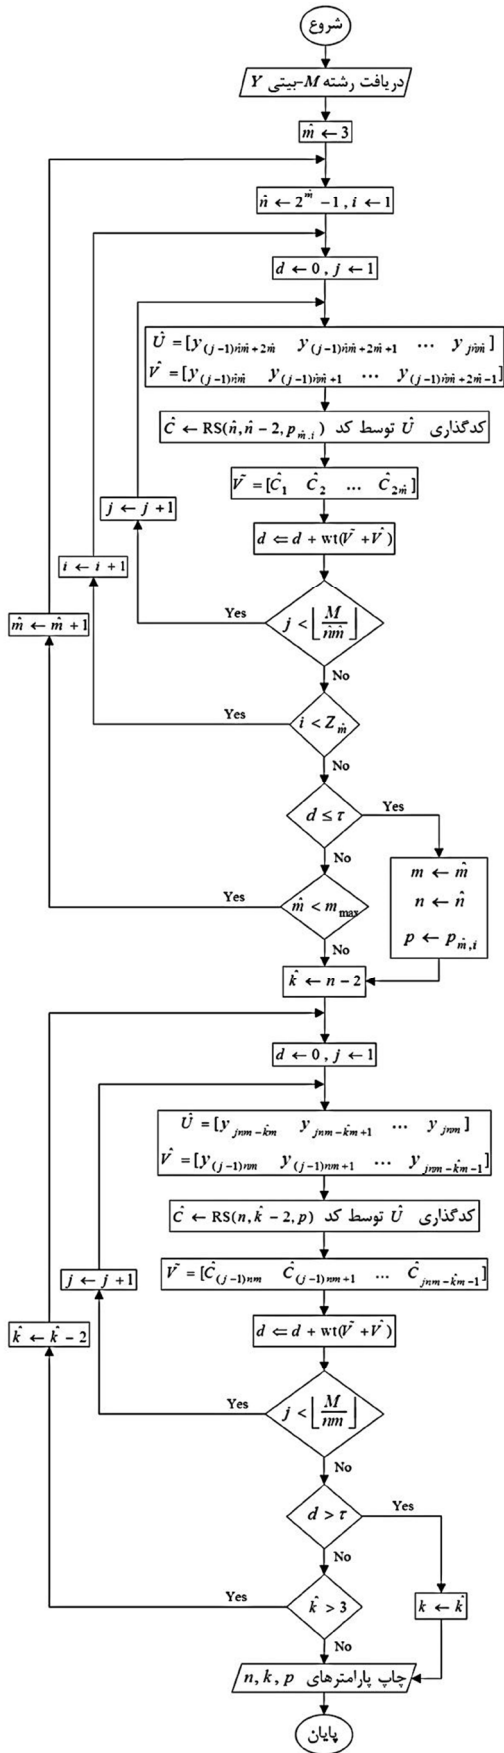 شروع
دریافت رشته M-بیتی Y
m̂ ← 3
n̂ ← 2^m̂ − 1 , i ← 1
d ← 0 , j ← 1
Û = [y_(j−1)n̂m̂+2m̂ y_(j−1)n̂m̂+2m̂+1 ... y_jn̂m̂]
V̂ = [y_(j−1)n̂m̂ y_(j−1)n̂m̂+1 ... y_(j−1)n̂m̂+2m̂−1]
کدگذاری Û توسط کد Ĉ ← RS(n̂, n̂ − 2, p_m̂,i)
Ṽ = [Ĉ_1 Ĉ_2 ... Ĉ_2m̂]
j ← j + 1
d ⇐ d + wt(Ṽ + V̂)
i ← i + 1
Yes
j < ⌊M / n̂m̂⌋
m̂ ← m̂ + 1
No
Yes
i < Z_m̂
No
d ≤ τ
Yes
No
m ← m̂
n ← n̂
p ← p_m̂,i
Yes
m̂ < m_max
No
k̂ ← n − 2
d ← 0 , j ← 1
Û = [y_jnm−k̂m y_jnm−k̂m+1 ... y_jnm]
V̂ = [y_(j−1)nm y_(j−1)nm+1 ... y_jnm−k̂m−1]
کدگذاری Û توسط کد Ĉ ← RS(n, k̂ − 2, p)
j ← j + 1
Ṽ = [Ĉ_(j−1)nm Ĉ_(j−1)nm+1 ... Ĉ_jnm−k̂m−1]
k̂ ← k̂ − 2
d ⇐ d + wt(Ṽ + V̂)
Yes
j < ⌊M / nm⌋
No
d > τ
Yes
No
Yes
k̂ > 3
k ← k̂
No
چاپ پارامترهای n, k, p
پایان